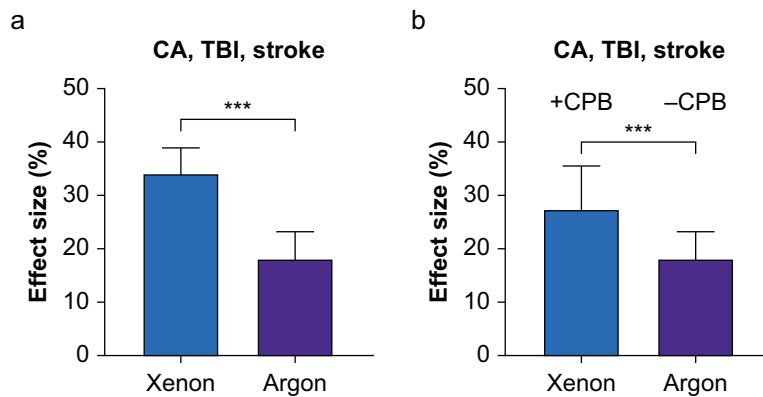 a
CA, TBI, stroke
Effect size (%)
50
40
30
20
10
0
***
Xenon
Argon
b
CA, TBI, stroke
Effect size (%)
50
40
30
20
10
0
+CPB
–CPB
***
Xenon
Argon